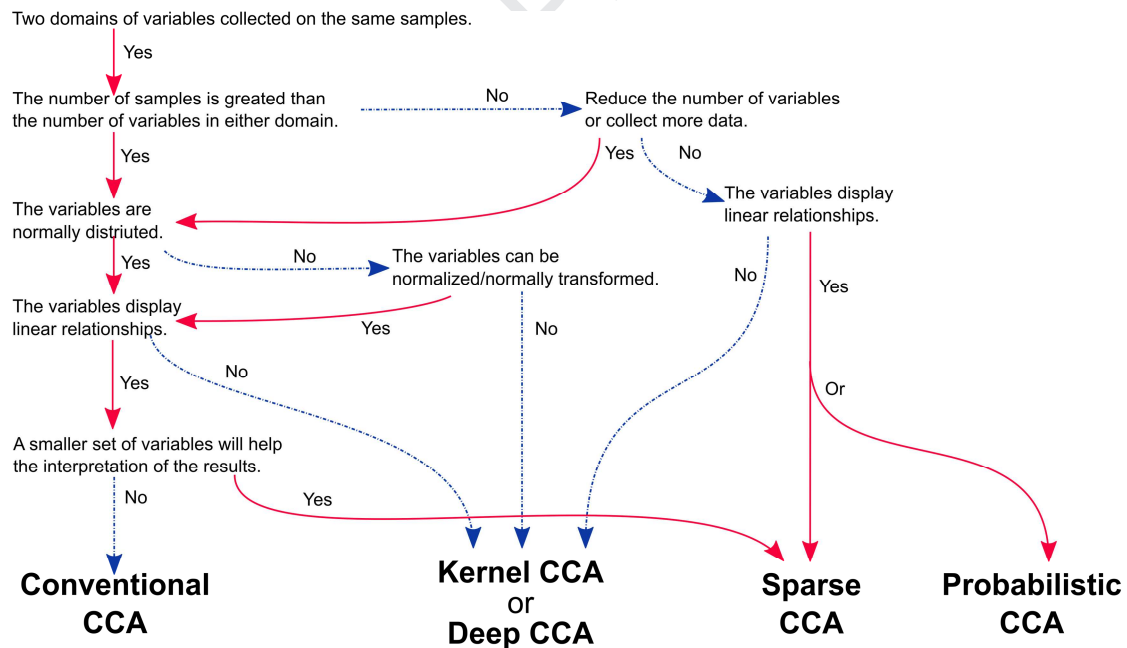 Two domains of variables collected on the same samples.
Yes
The number of samples is greated than
the number of variables in either domain.
No
Reduce the number of variables
or collect more data.
Yes
Yes
No
The variables display
linear relationships.
The variables are
normally distriuted.
Yes
No
The variables can be
normalized/normally transformed.
No
Yes
The variables display
linear relationships.
Yes
No
Yes
No
Or
A smaller set of variables will help
the interpretation of the results.
No
Yes
Conventional
CCA
Kernel CCA
or
Deep CCA
Sparse
CCA
Probabilistic
CCA